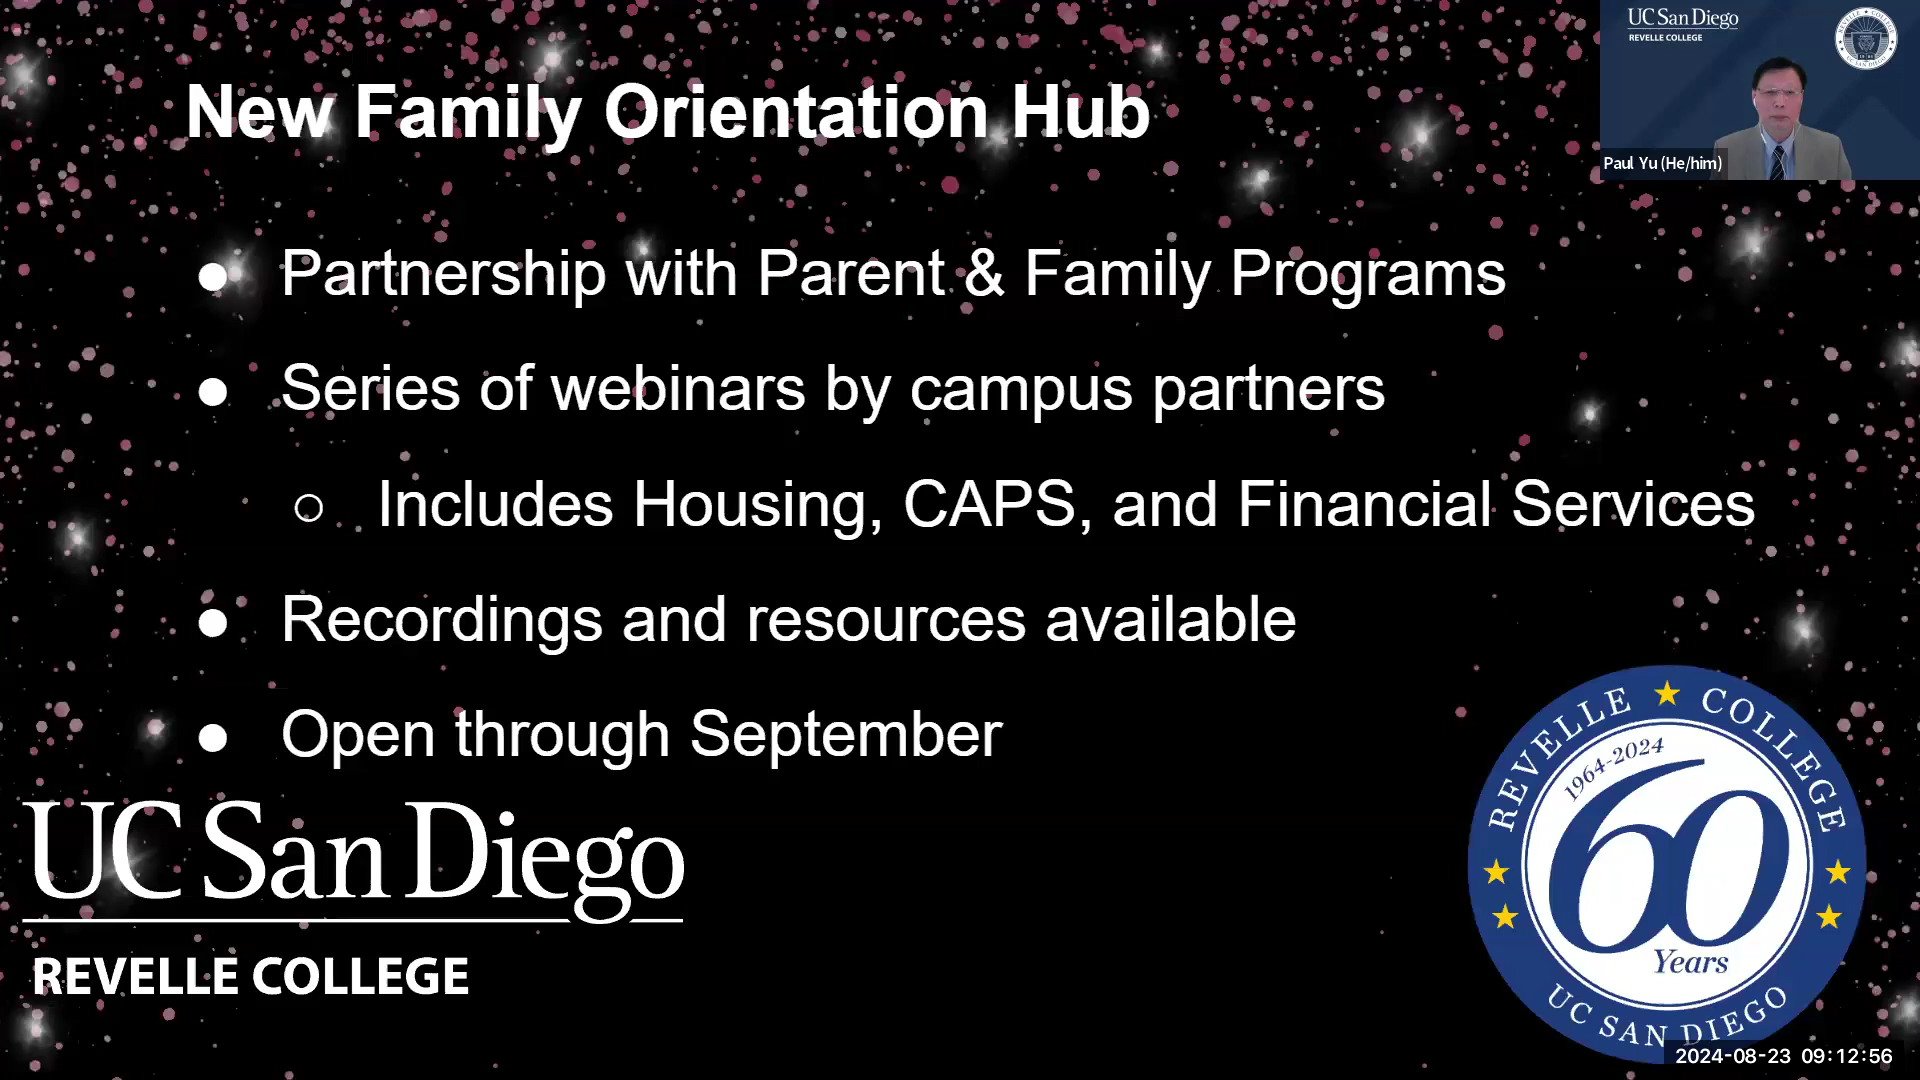 New Family Orientation Hub
UC San Diego
REVELLE COLLEGE
Paul Yu (He/him)
● Partnership with Parent & Family Programs
● Series of webinars by campus partners
○ Includes Housing, CAPS, and Financial Services
● Recordings and resources available
● Open through September
UC San Diego
REVELLE COLLEGE
REVELLE ★ COLLEGE
1964-2024
60
Years
UC SAN DIEGO
2024-08-23 09:12:56